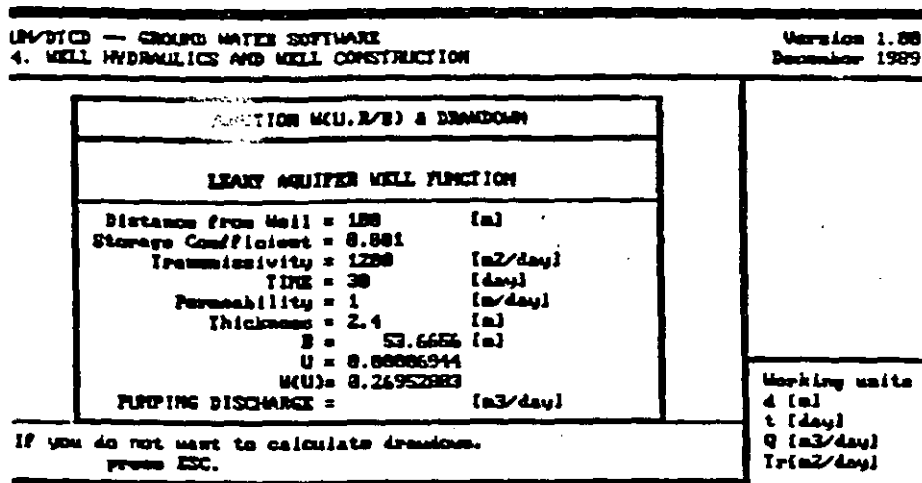 UN/DTCD — GROUND WATER SOFTWARE
Version 1.00
4. WELL HYDRAULICS AND WELL CONSTRUCTION
December 1989
FUNCTION W(U,R/B) & DRAWDOWN
LEAKY AQUIFER WELL FUNCTION
Distance from Well = 100 [m]
Storage Coefficient = 0.001
Transmissivity = 1200 [m2/day]
TIME = 30 [day]
Permeability = 1 [m/day]
Thickness = 2.4 [m]
B = 53.6656 [m]
U = 0.00006944
W(U)= 0.26952803
PUMPING DISCHARGE = [m3/day]
If you do not want to calculate drawdown.
press ESC.
Working units
d [m]
t [day]
Q [m3/day]
Tr[m2/day]